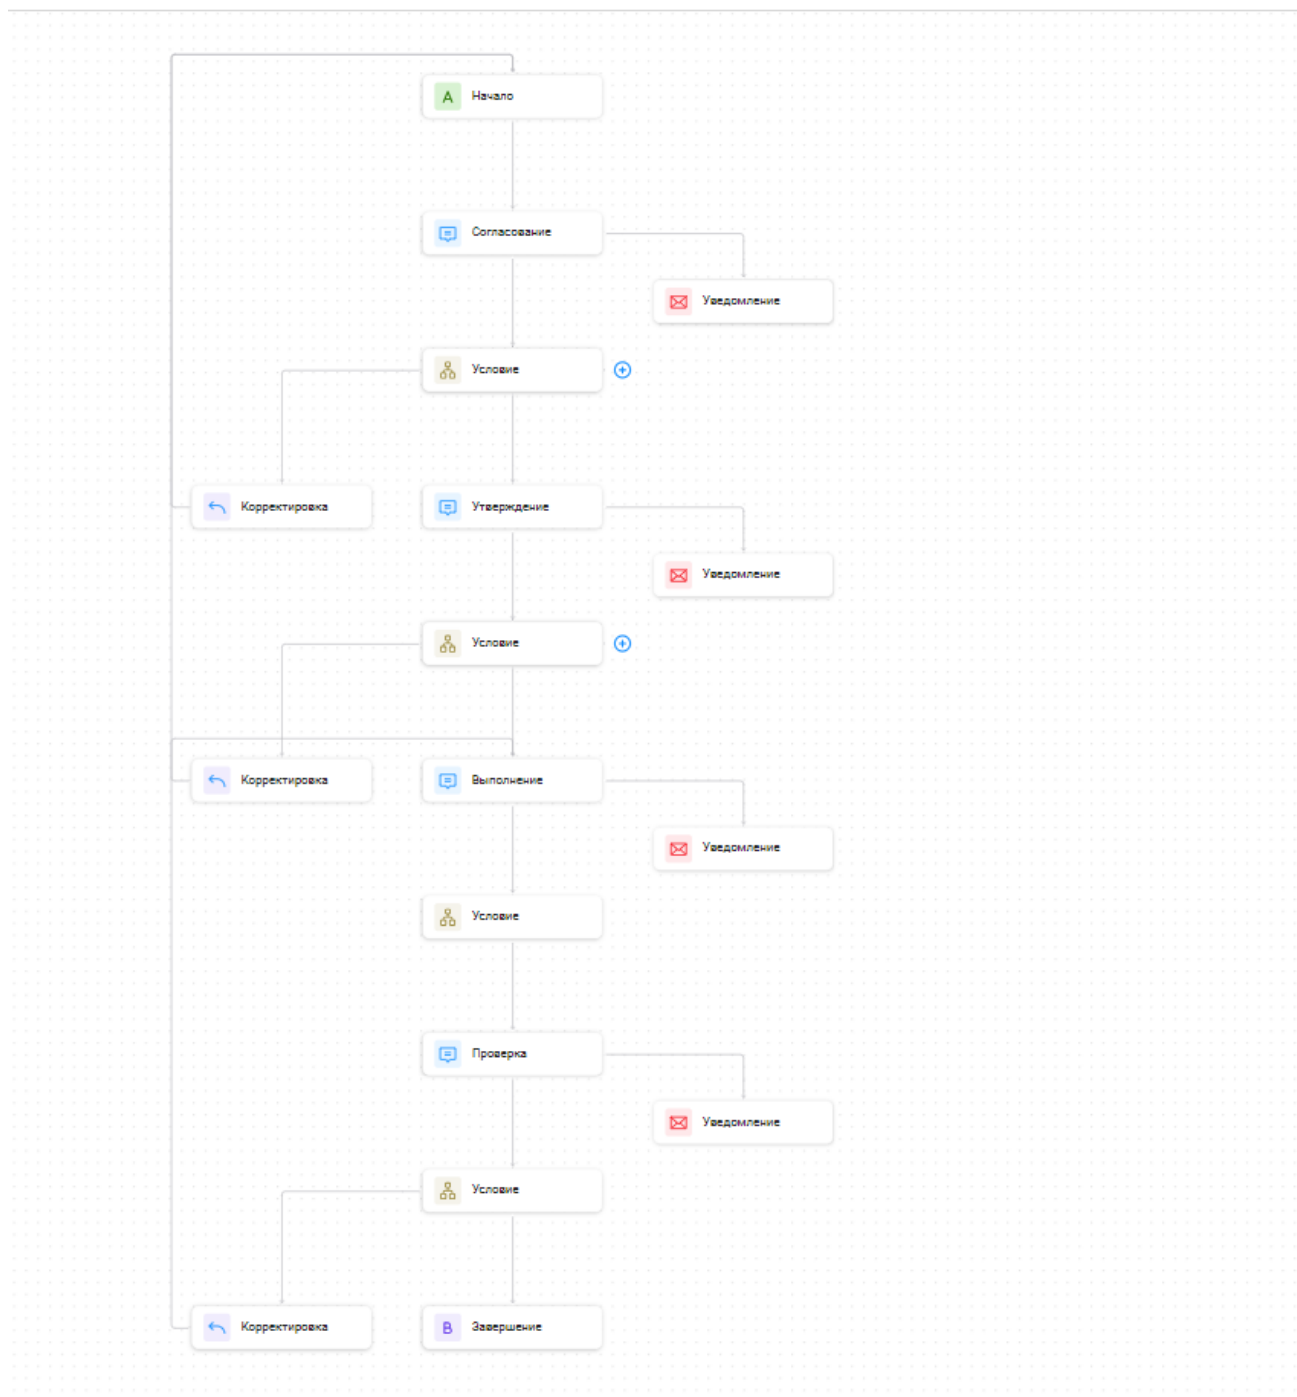 A Начало
Согласование
Уведомление
Условие
Корректировка
Утверждение
Уведомление
Условие
Корректировка
Выполнение
Уведомление
Условие
Проверка
Уведомление
Условие
Корректировка
B Завершение